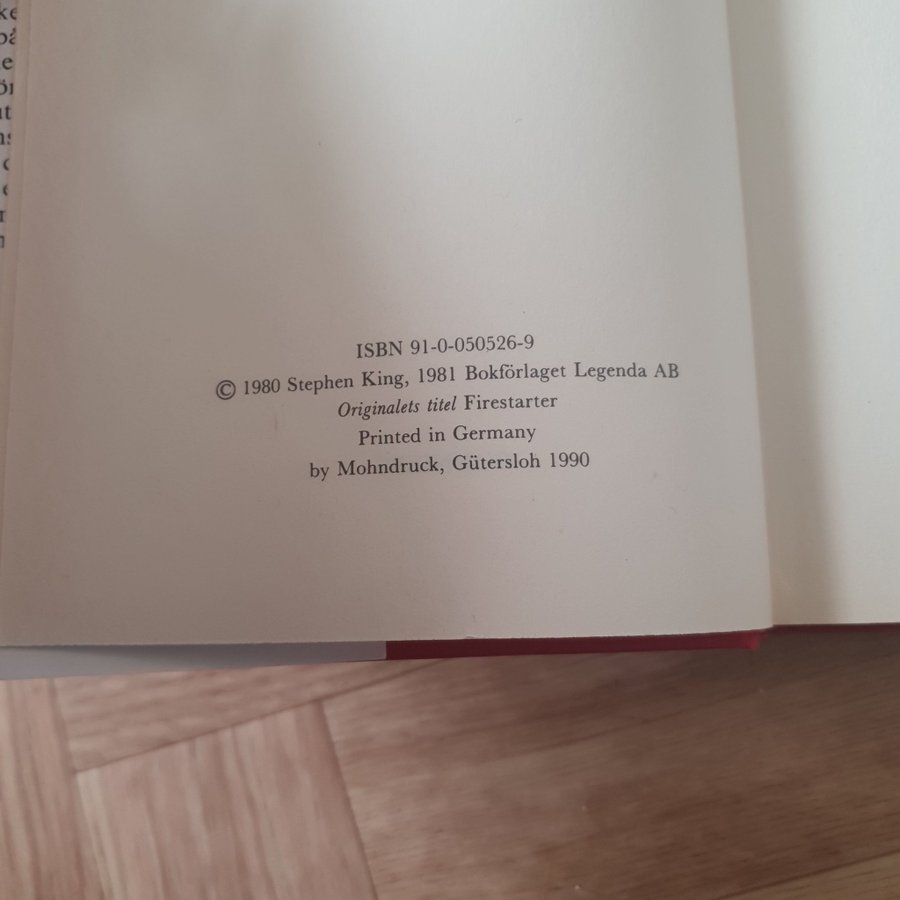 ISBN 91-0-050526-9
© 1980 Stephen King, 1981 Bokförlaget Legenda AB
Originalets titel Firestarter
Printed in Germany
by Mohndruck, Gütersloh 1990